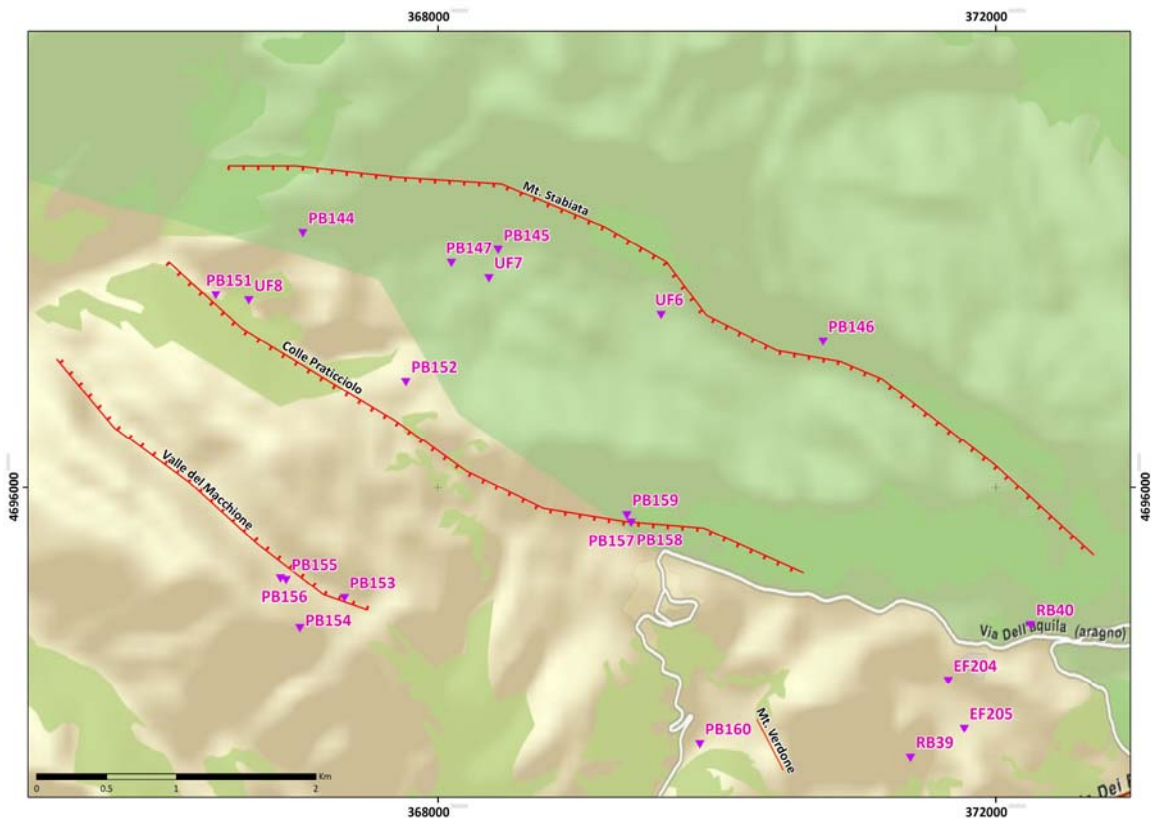 368000
372000
Mt. Stabiata
PB144
PB145
PB147
UF7
PB151
UF8
UF6
PB146
Colle Praticciolo
PB152
Valle del Macchione
4696000
4696000
PB159
PB157
PB158
PB155
PB153
PB156
PB154
RB40
Via Dell'aquila (aragno)
EF204
EF205
PB160
Mt. Verdone
RB39
0
0.5
1
2
Km
Dei
368000
372000